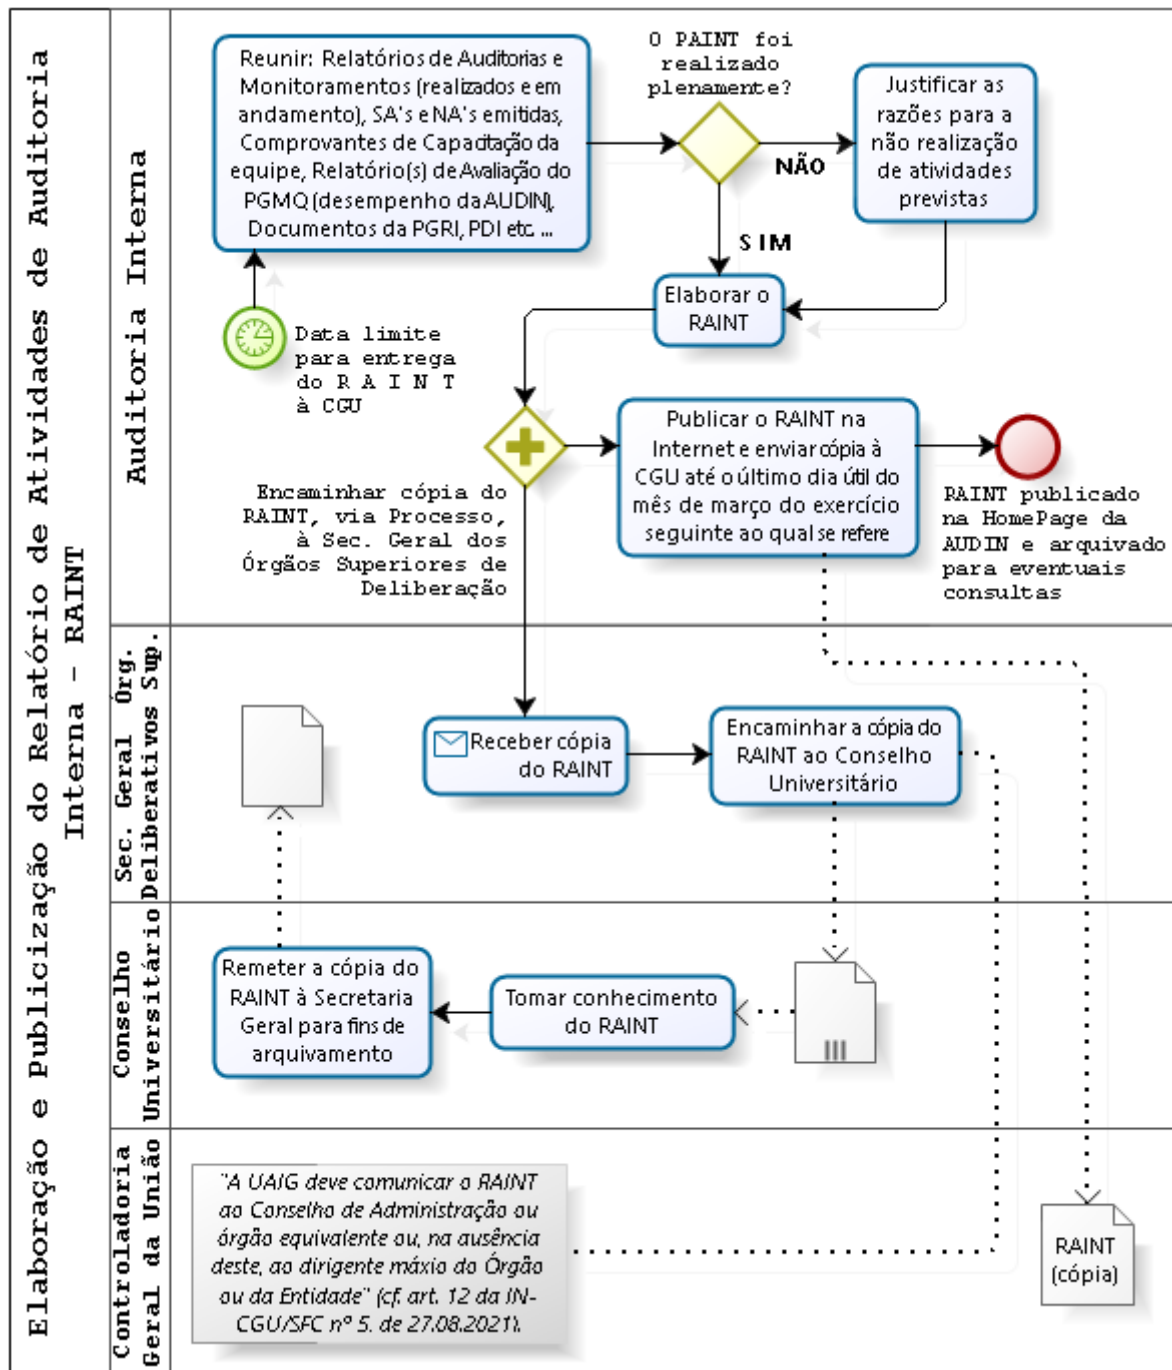 Elaboração e Publicização do Relatório de Atividades de Auditoria
Interna – RAINT
Auditoria Interna
Reunir: Relatórios de Auditorias e
Monitoramentos (realizados e em
andamento), SA's e NA's emitidas,
Comprovantes de Capacitação da
equipe, Relatório(s) de Avaliação do
PGMQ (desempenho da AUDIN),
Documentos da PGRI, PDI etc. ...
O PAINT foi
realizado
plenamente?
NÃO
SIM
Justificar as
razões para a
não realização
de atividades
previstas
Elaborar o
RAINT
Data limite
para entrega
do R A I N T
à CGU
Encaminhar cópia do
RAINT, via Processo,
à Sec. Geral dos
Órgãos Superiores de
Deliberação
Publicar o RAINT na
Internet e enviar cópia à
CGU até o último dia útil do
mês de março do exercício
seguinte ao qual se refere
RAINT publicado
na HomePage da
AUDIN e arquivado
para eventuais
consultas
Sec. Geral Órg.
Deliberativos Sup.
Receber cópia
do RAINT
Encaminhar a cópia do
RAINT ao Conselho
Universitário
Conselho
Universitário
Remeter a cópia do
RAINT à Secretaria
Geral para fins de
arquivamento
Tomar conhecimento
do RAINT
Controladoria
Geral da União
"A UAIG deve comunicar o RAINT
ao Conselho de Administração ou
órgão equivalente ou, na ausência
deste, ao dirigente máxio do Órgão
ou da Entidade" (cf. art. 12 da IN-
CGU/SFC nº 5. de 27.08.2021).
RAINT
(cópia)